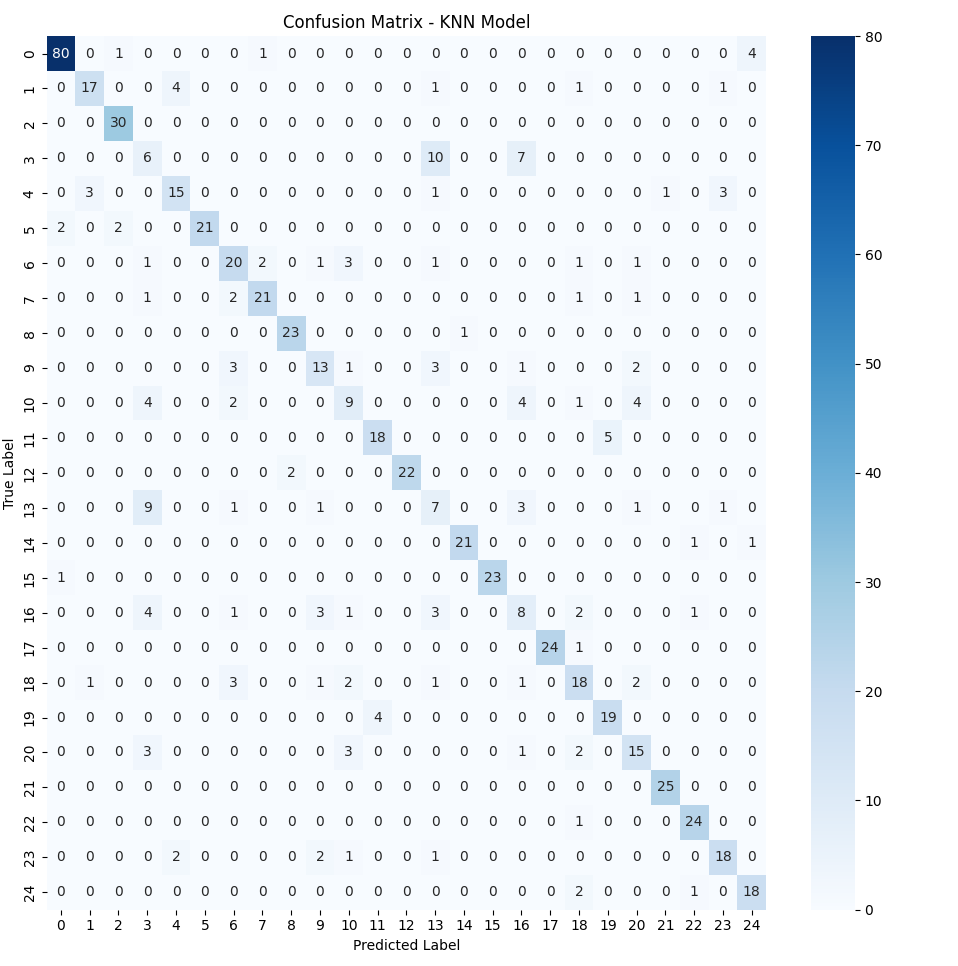 Confusion Matrix - KNN Model
0 80 0 1 0 0 0 0 1 0 0 0 0 0 0 0 0 0 0 0 0 0 0 0 0 4
1 0 17 0 0 4 0 0 0 0 0 0 0 0 1 0 0 0 0 1 0 0 0 0 1 0
2 0 0 30 0 0 0 0 0 0 0 0 0 0 0 0 0 0 0 0 0 0 0 0 0 0
3 0 0 0 6 0 0 0 0 0 0 0 0 0 10 0 0 7 0 0 0 0 0 0 0 0
4 0 3 0 0 15 0 0 0 0 0 0 0 0 1 0 0 0 0 0 0 0 1 0 3 0
5 2 0 2 0 0 21 0 0 0 0 0 0 0 0 0 0 0 0 0 0 0 0 0 0 0
6 0 0 0 1 0 0 20 2 0 1 3 0 0 1 0 0 0 0 1 0 1 0 0 0 0
7 0 0 0 1 0 0 2 21 0 0 0 0 0 0 0 0 0 0 1 0 1 0 0 0 0
8 0 0 0 0 0 0 0 0 23 0 0 0 0 0 1 0 0 0 0 0 0 0 0 0 0
9 0 0 0 0 0 0 3 0 0 13 1 0 0 3 0 0 1 0 0 0 2 0 0 0 0
10 0 0 0 4 0 0 2 0 0 0 9 0 0 0 0 0 4 0 1 0 4 0 0 0 0
11 0 0 0 0 0 0 0 0 0 0 0 18 0 0 0 0 0 0 0 5 0 0 0 0 0
12 0 0 0 0 0 0 0 0 2 0 0 0 22 0 0 0 0 0 0 0 0 0 0 0 0
13 0 0 0 9 0 0 1 0 0 1 0 0 0 7 0 0 3 0 0 0 1 0 0 1 0
14 0 0 0 0 0 0 0 0 0 0 0 0 0 0 21 0 0 0 0 0 0 0 1 0 1
15 1 0 0 0 0 0 0 0 0 0 0 0 0 0 0 23 0 0 0 0 0 0 0 0 0
16 0 0 0 4 0 0 1 0 0 3 1 0 0 3 0 0 8 0 2 0 0 0 1 0 0
17 0 0 0 0 0 0 0 0 0 0 0 0 0 0 0 0 0 24 1 0 0 0 0 0 0
18 0 1 0 0 0 0 3 0 0 1 2 0 0 1 0 0 1 0 18 0 2 0 0 0 0
19 0 0 0 0 0 0 0 0 0 0 0 4 0 0 0 0 0 0 0 19 0 0 0 0 0
20 0 0 0 3 0 0 0 0 0 0 3 0 0 0 0 0 1 0 2 0 15 0 0 0 0
21 0 0 0 0 0 0 0 0 0 0 0 0 0 0 0 0 0 0 0 0 0 25 0 0 0
22 0 0 0 0 0 0 0 0 0 0 0 0 0 0 0 0 0 0 1 0 0 0 24 0 0
23 0 0 0 0 2 0 0 0 0 2 1 0 0 1 0 0 0 0 0 0 0 0 0 18 0
24 0 0 0 0 0 0 0 0 0 0 0 0 0 0 0 0 0 0 2 0 0 0 1 0 18
0 1 2 3 4 5 6 7 8 9 10 11 12 13 14 15 16 17 18 19 20 21 22 23 24
Predicted Label
True Label
80
70
60
50
40
30
20
10
0